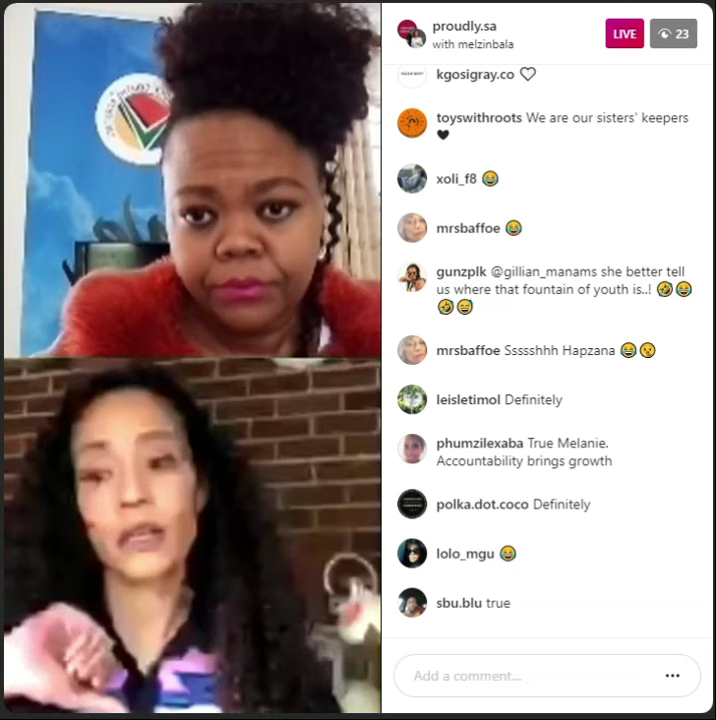 proudly.sa
with melzinbala
LIVE
23
kgosigray.co
toyswithroots We are our sisters' keepers
xoli_f8
mrsbaffoe
gunzplk @gillian_manams she better tell
us where that fountain of youth is..!
mrsbaffoe Ssssshhh Hapzana
leisletimol Definitely
phumzilexaba True Melanie.
Accountability brings growth
polka.dot.coco Definitely
lolo_mgu
sbu.blu true
Add a comment...